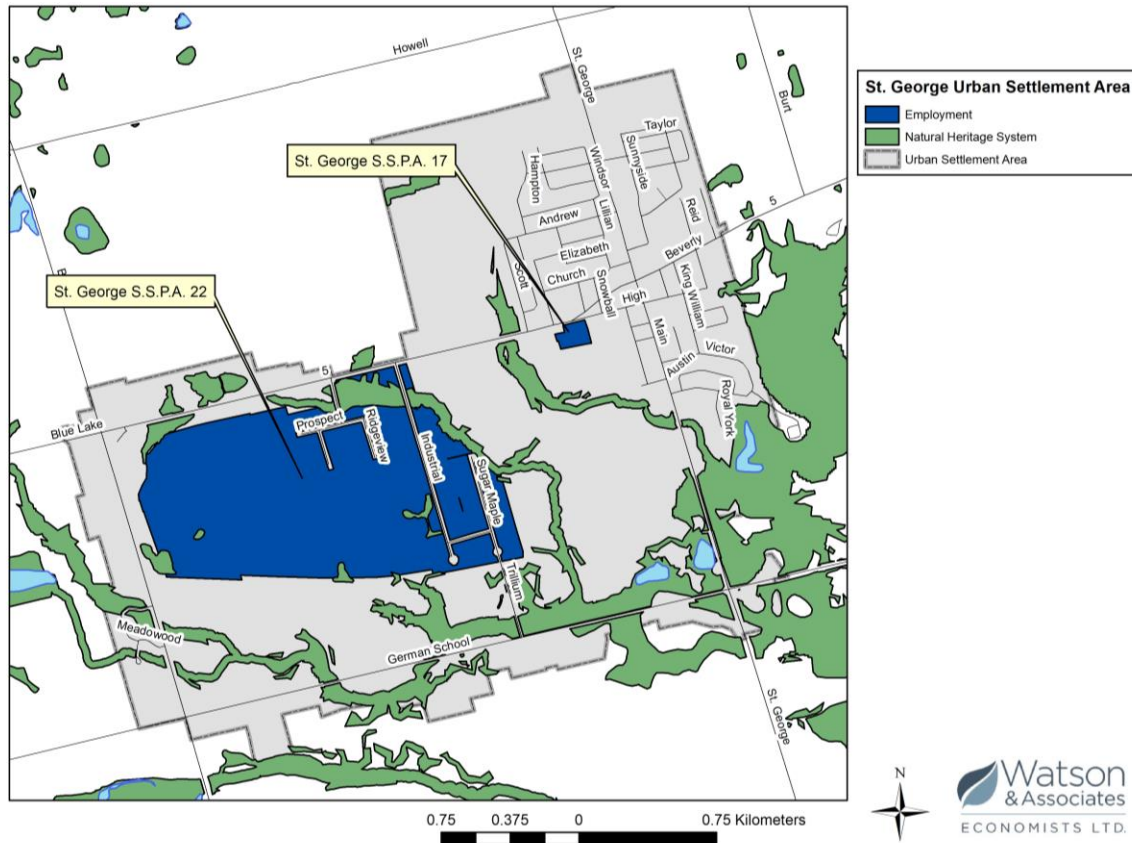 Howell
St. George
Burt
Taylor
Sunnyside
Hampton
Windsor
St. George S.S.P.A. 17
Lillian
Reid
5
Andrew
Beverly
Elizabeth
Scott
Church
Snowball
King William
High
St. George S.S.P.A. 22
Main
Victor
Austin
5
Royal York
Prospect
Ridgeview
Blue Lake
Industrial
Sugar Maple
Trillium
Meadowood
German School
St. George
St. George Urban Settlement Area
Employment
Natural Heritage System
Urban Settlement Area
0.75 0.375 0 0.75 Kilometers
N
Watson
& Associates
ECONOMISTS LTD.